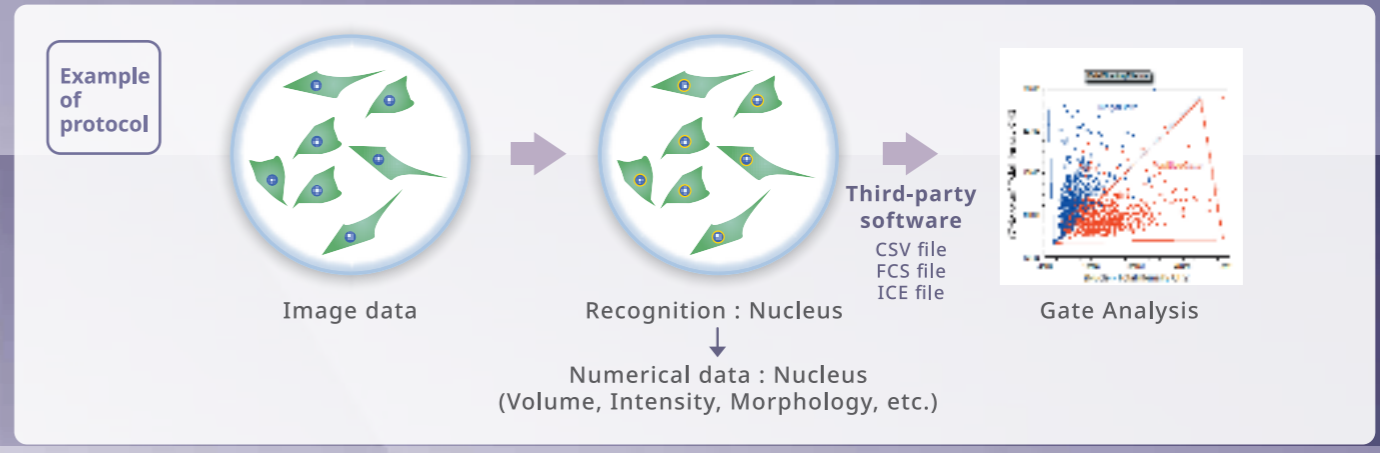 Example
of
protocol
Third-party
software
CSV file
FCS file
ICE file
Image data
Recognition : Nucleus
Gate Analysis
Numerical data : Nucleus
(Volume, Intensity, Morphology, etc.)